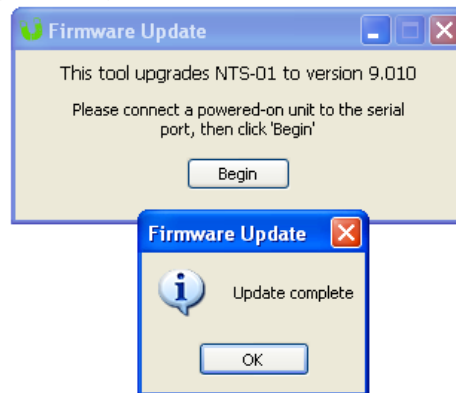 Firmware Update
This tool upgrades NTS-01 to version 9.010
Please connect a powered-on unit to the serial
port, then click 'Begin'
Begin
Firmware Update
Update complete
OK